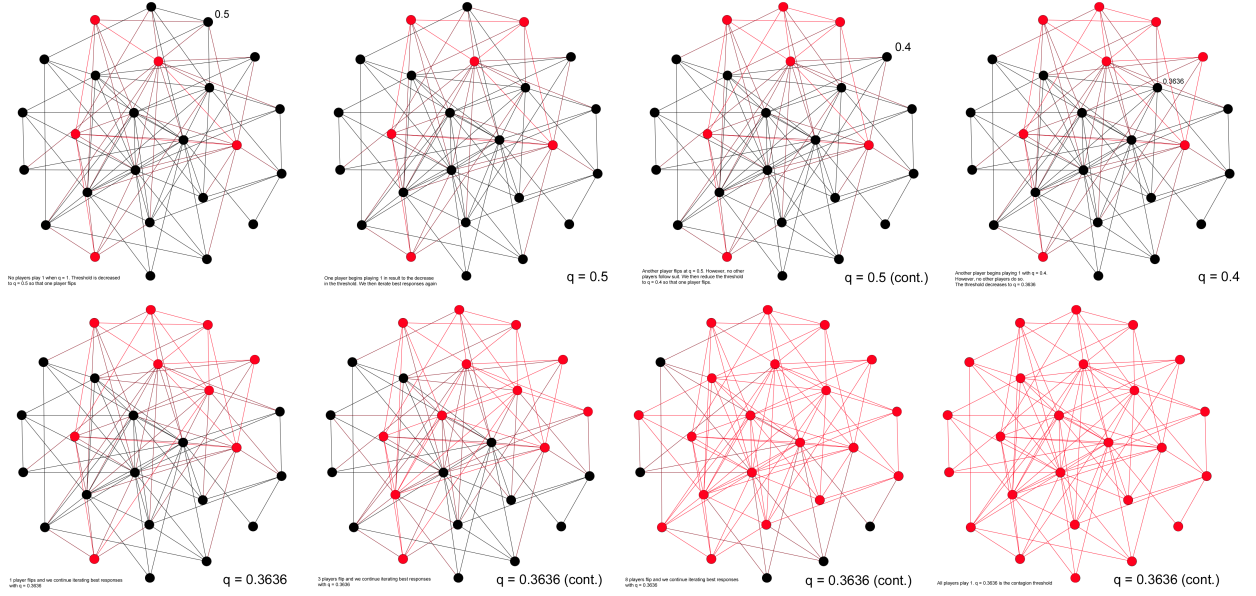 0.5
No players play 1 when q = 1. Threshold is decreased
to q = 0.5 so that one player flips
One player begins playing 1 in result to the decrease
in the threshold. We then iterate best responses again
q = 0.5
0.4
Another player flips at q = 0.5. However, no other
players follow suit. We then reduce the threshold
to q = 0.4 so that one player flips.
q = 0.5 (cont.)
0.3636
Another player begins playing 1 with q = 0.4.
However, no other players do so.
The threshold decreases to q = 0.3636
q = 0.4
1 player flips and we continue iterating best responses
with q = 0.3636
q = 0.3636
3 players flip and we continue iterating best responses
with q = 0.3636
q = 0.3636 (cont.)
8 players flip and we continue iterating best responses
with q = 0.3636
q = 0.3636 (cont.)
All players play 1. q = 0.3636 is the contagion threshold
q = 0.3636 (cont.)